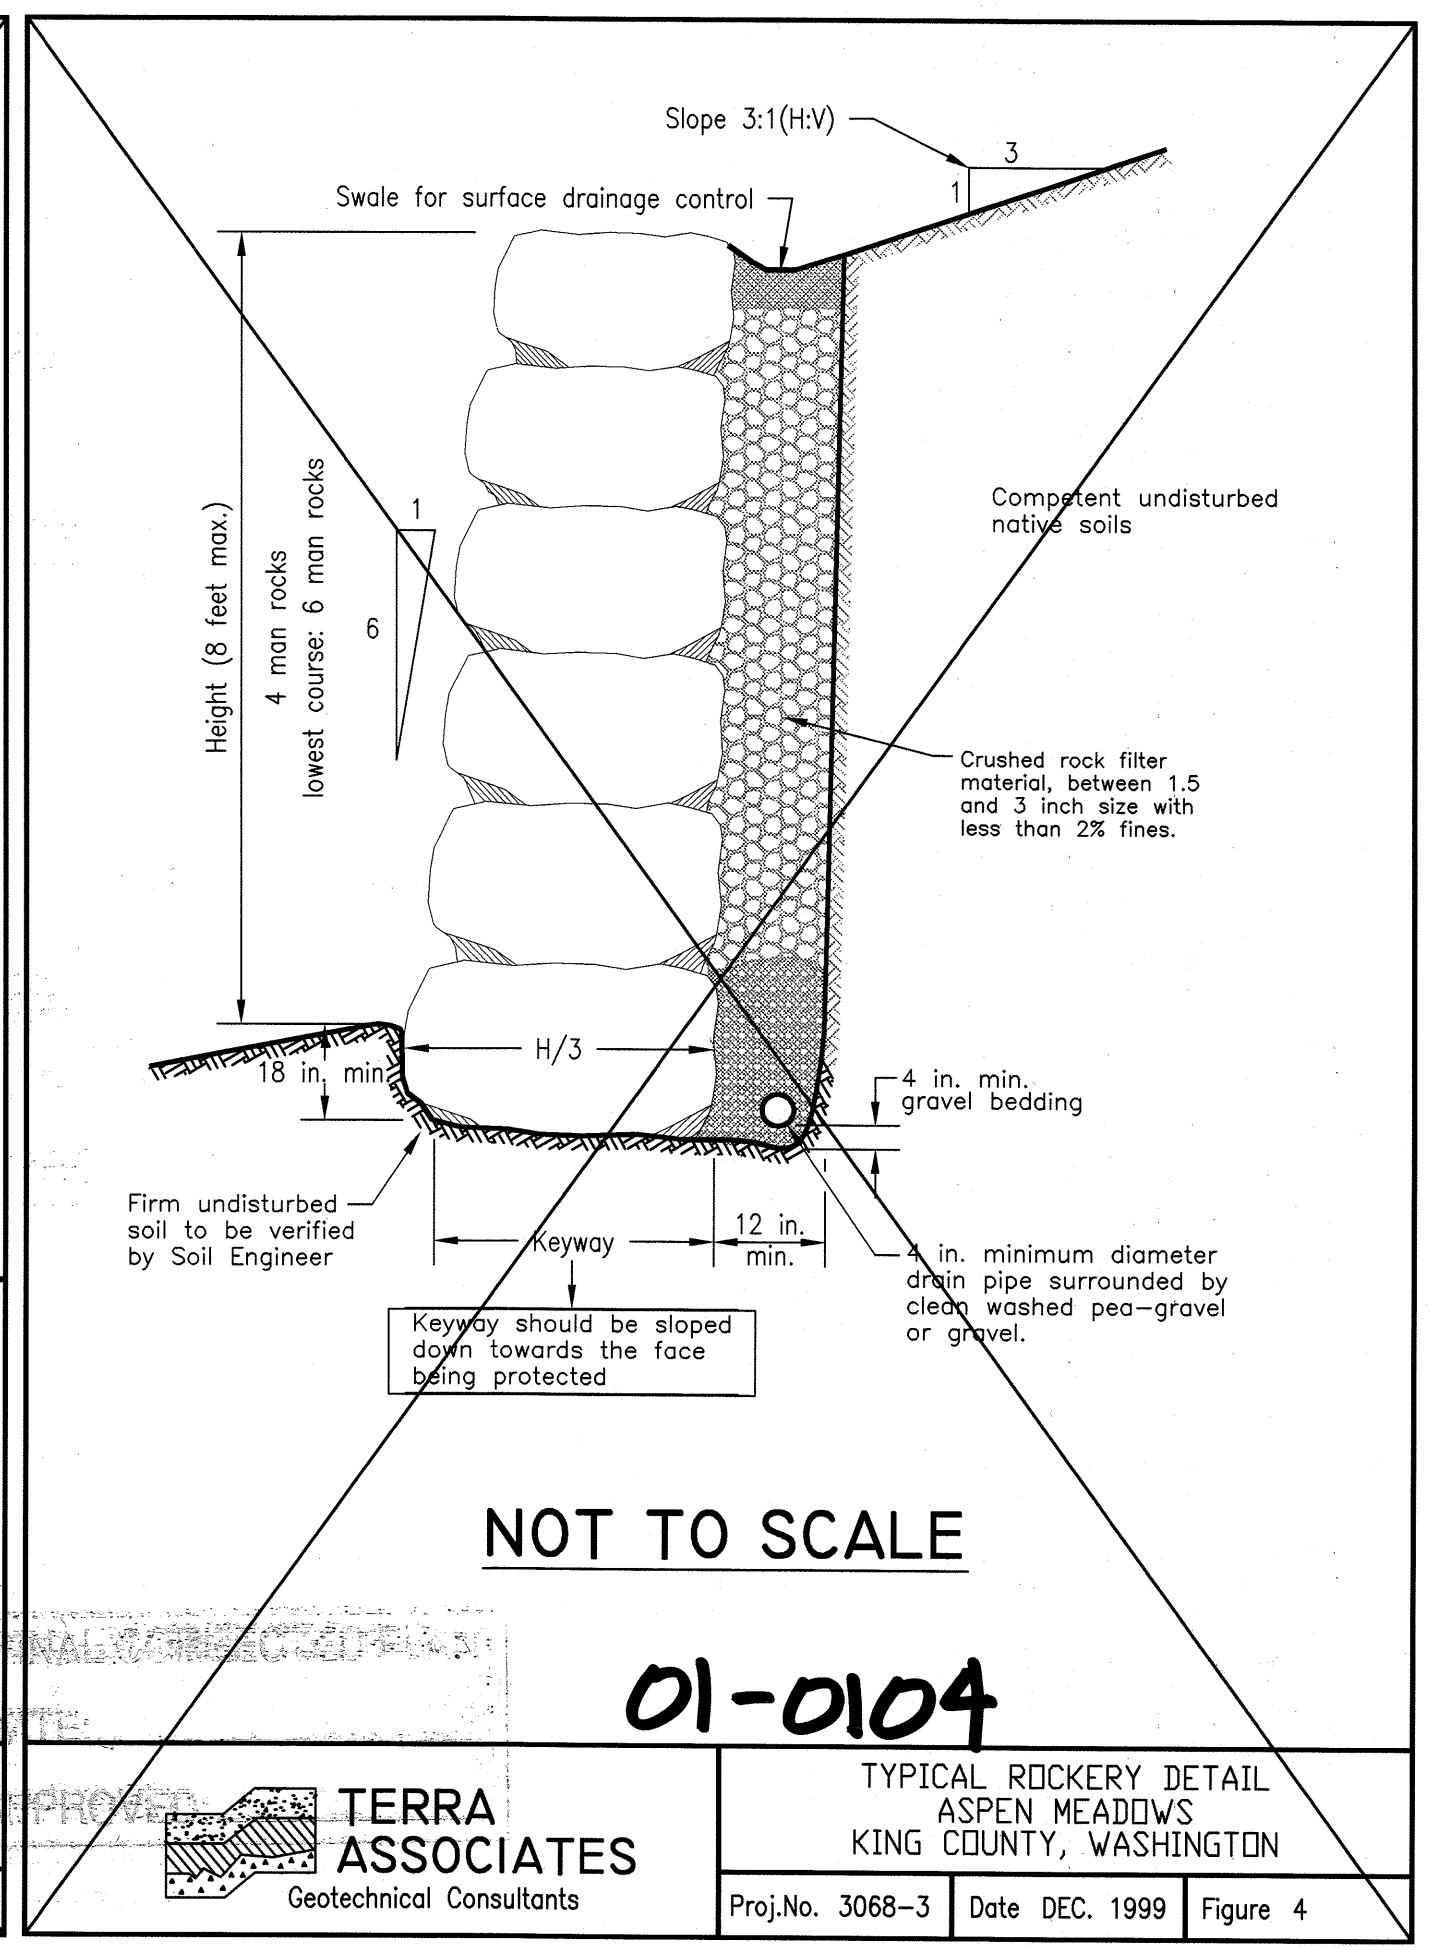 Slope 3:1(H:V)
3
1
Swale for surface drainage control
Height (8 feet max.)
4 man rocks
lowest course: 6 man rocks
1
6
Competent undisturbed
native soils
Crushed rock filter
material, between 1.5
and 3 inch size with
less than 2% fines.
H/3
18 in. min
4 in. min.
gravel bedding
Firm undisturbed
soil to be verified
by Soil Engineer
Keyway
12 in.
min.
4 in. minimum diameter
drain pipe surrounded by
clean washed pea-gravel
or gravel.
Keyway should be sloped
down towards the face
being protected
NOT TO SCALE
01-0104
TERRA
ASSOCIATES
Geotechnical Consultants
TYPICAL ROCKERY DETAIL
ASPEN MEADOWS
KING COUNTY, WASHINGTON
Proj.No. 3068-3
Date DEC. 1999
Figure 4